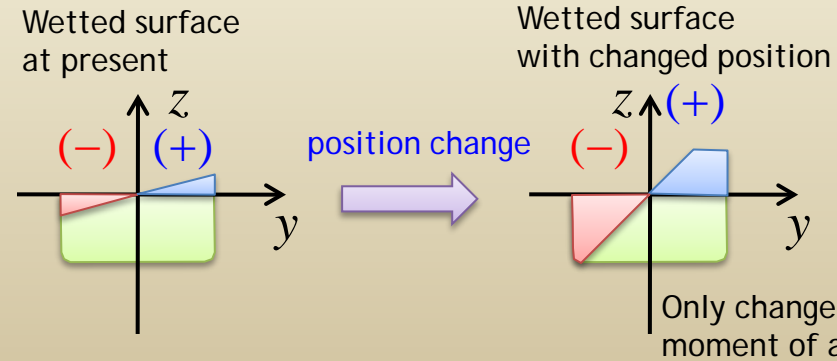 Wetted surface
at present
z
(−) (+)
y
position change
Wetted surface
with changed position
z (+)
(−)
y
Only change
moment of a